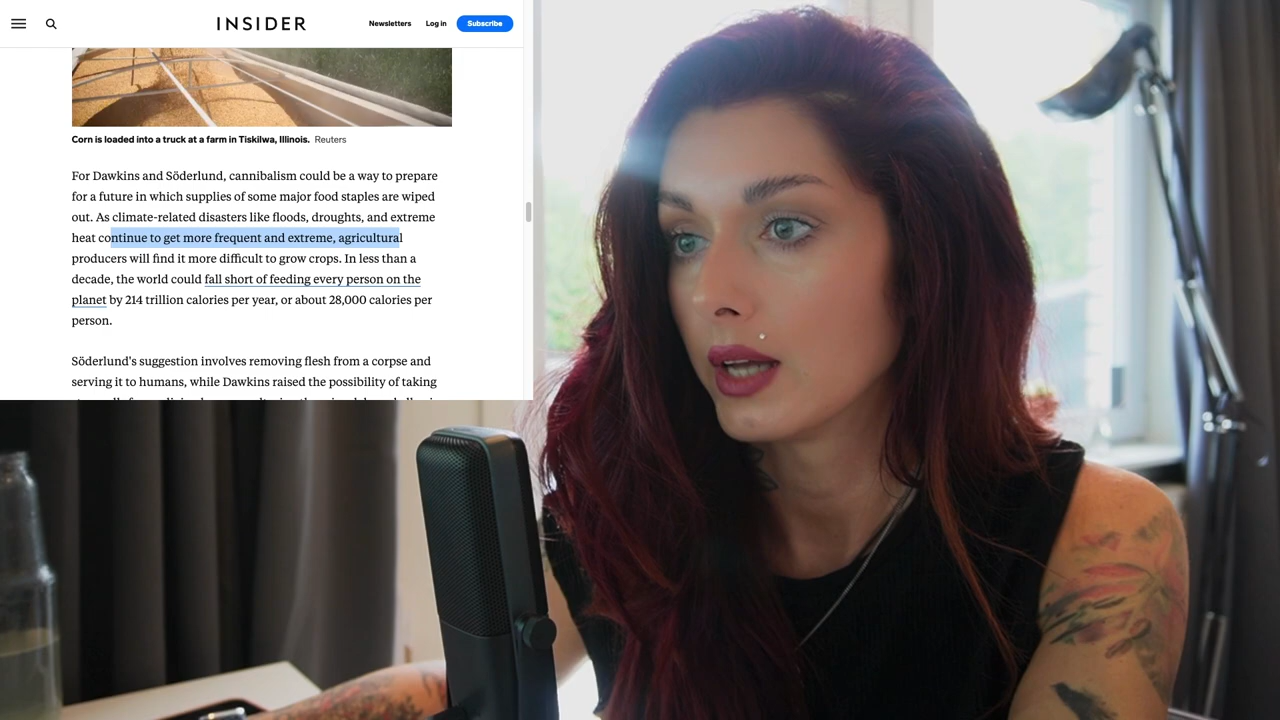 INSIDER
Newsletters
Log in
Subscribe
Corn is loaded into a truck at a farm in Tiskilwa, Illinois. Reuters
For Dawkins and Söderlund, cannibalism could be a way to prepare
for a future in which supplies of some major food staples are wiped
out. As climate-related disasters like floods, droughts, and extreme
heat continue to get more frequent and extreme, agricultural
producers will find it more difficult to grow crops. In less than a
decade, the world could fall short of feeding every person on the
planet by 214 trillion calories per year, or about 28,000 calories per
person.
Söderlund's suggestion involves removing flesh from a corpse and
serving it to humans, while Dawkins raised the possibility of taking